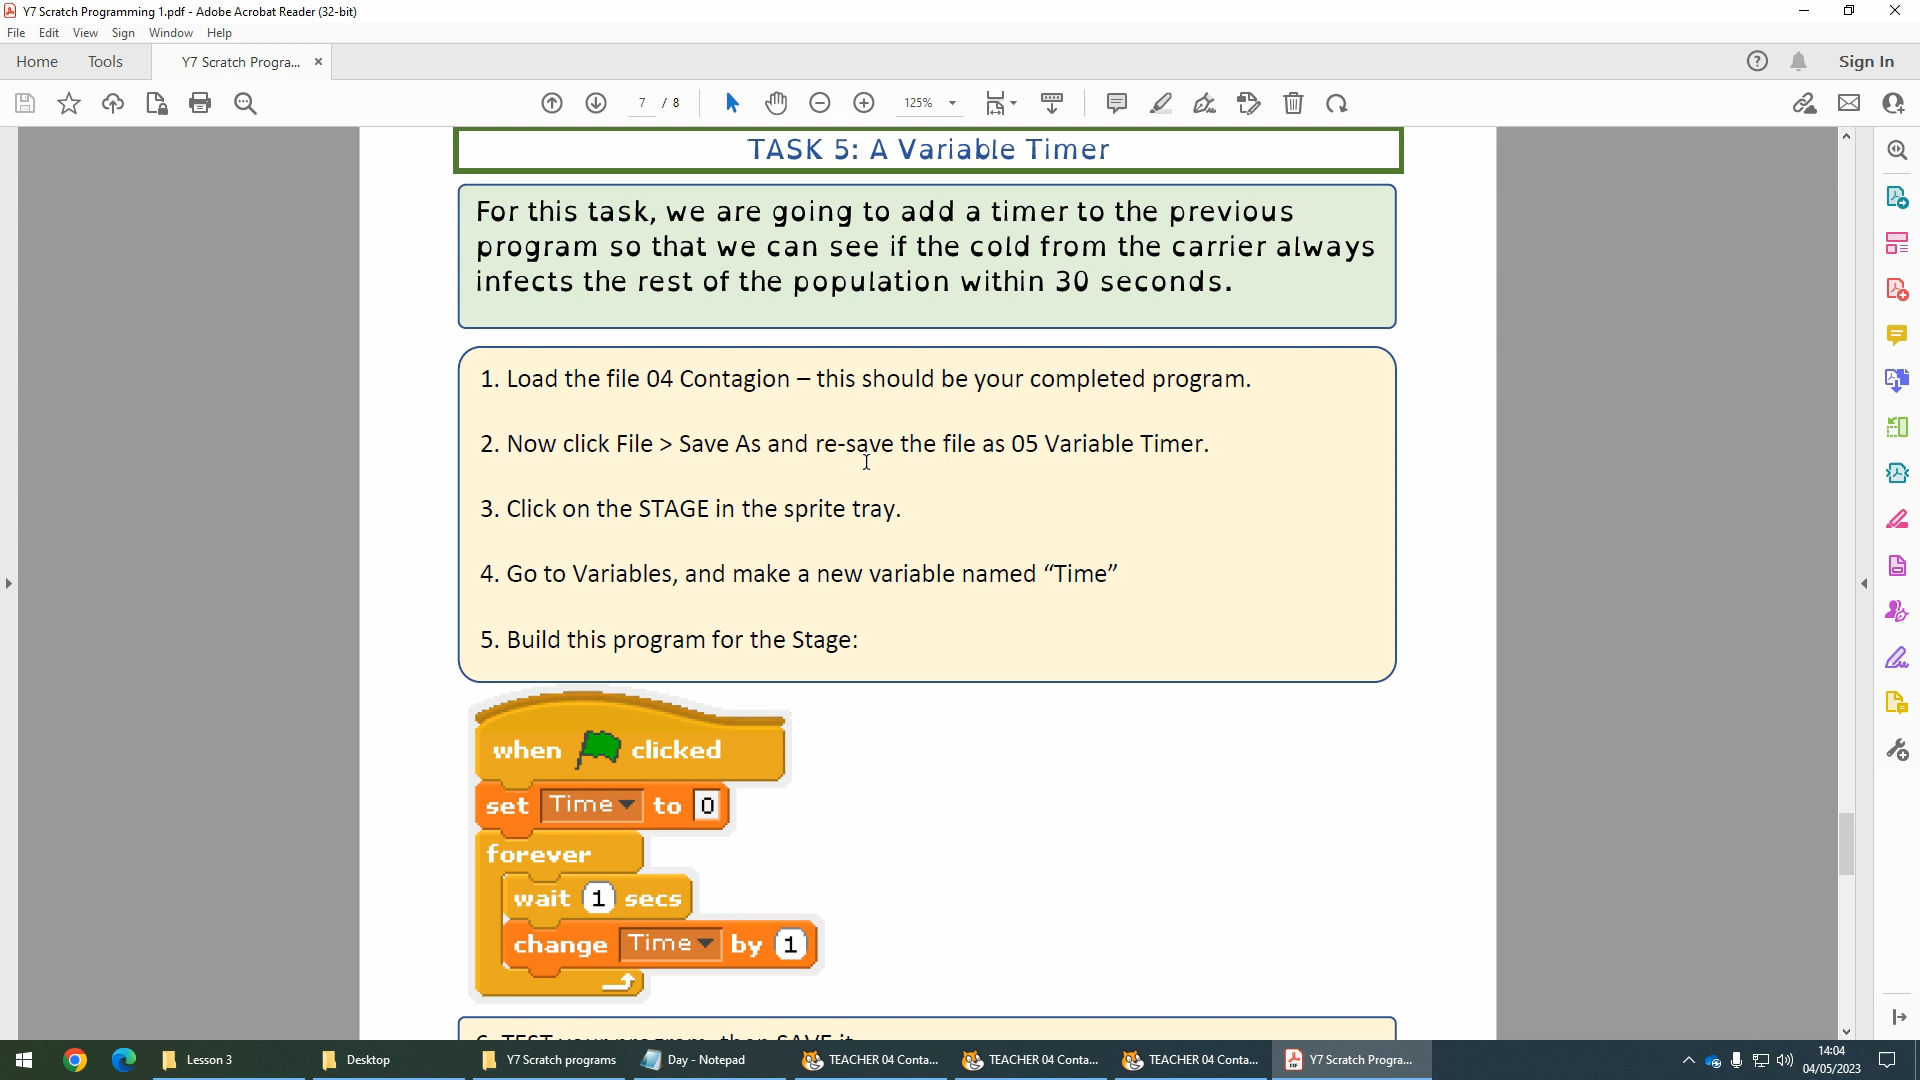 Y7 Scratch Programming 1.pdf - Adobe Acrobat Reader (32-bit)
File Edit View Sign Window Help
Home Tools Y7 Scratch Progra... × Sign In
7 / 8 125%
TASK 5: A Variable Timer
For this task, we are going to add a timer to the previous
program so that we can see if the cold from the carrier always
infects the rest of the population within 30 seconds.
1. Load the file 04 Contagion – this should be your completed program.
2. Now click File > Save As and re-save the file as 05 Variable Timer.
3. Click on the STAGE in the sprite tray.
4. Go to Variables, and make a new variable named “Time”
5. Build this program for the Stage:
when clicked
set Time to 0
forever
wait 1 secs
change Time by 1
6. TEST your program, then SAVE it.
Lesson 3 Desktop Y7 Scratch programs Day - Notepad TEACHER 04 Conta... TEACHER 04 Conta... TEACHER 04 Conta... Y7 Scratch Progra... 14:04
04/05/2023